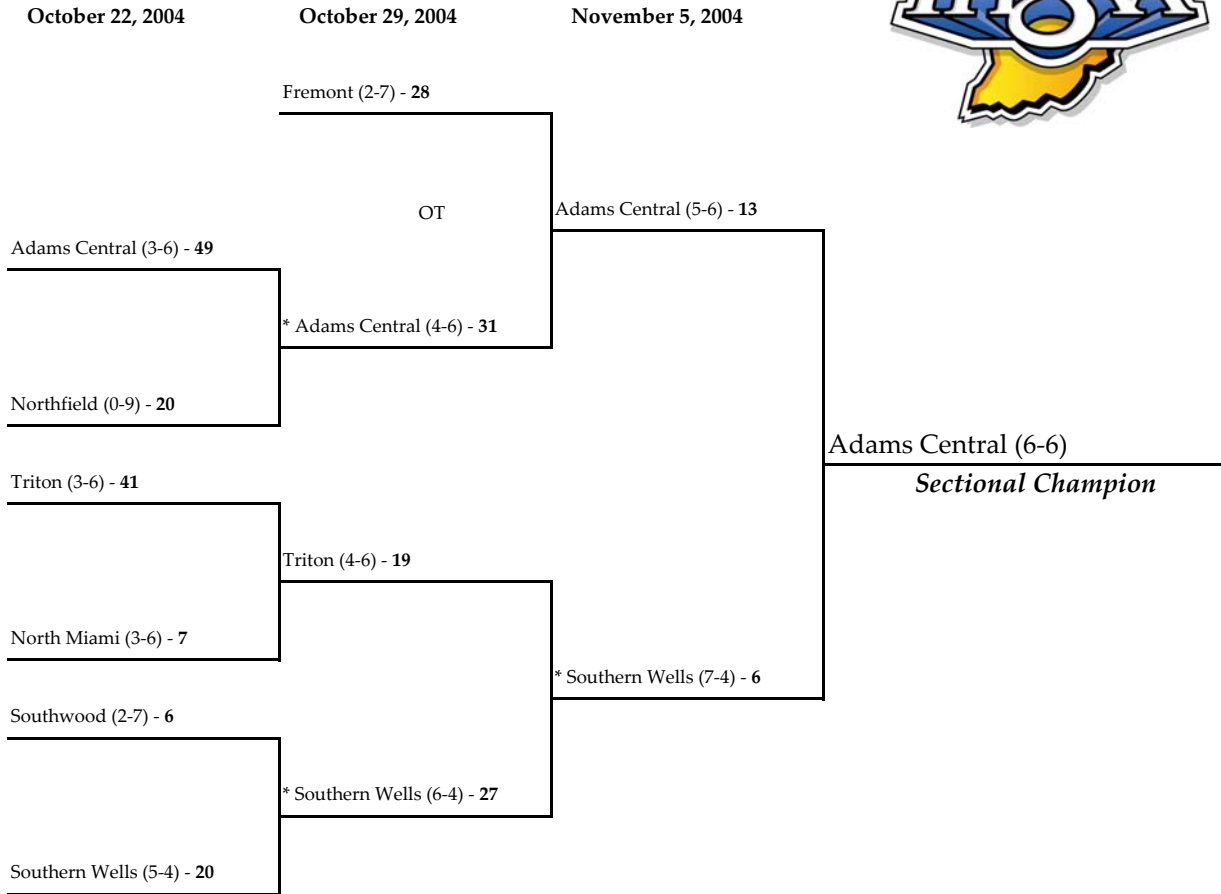 October 22, 2004 October 29, 2004 November 5, 2004
Fremont (2-7) - 28
OT
Adams Central (5-6) - 13
Adams Central (3-6) - 49
* Adams Central (4-6) - 31
Northfield (0-9) - 20
Adams Central (6-6)
Triton (3-6) - 41
Sectional Champion
Triton (4-6) - 19
North Miami (3-6) - 7
* Southern Wells (7-4) - 6
Southwood (2-7) - 6
* Southern Wells (6-4) - 27
Southern Wells (5-4) - 20